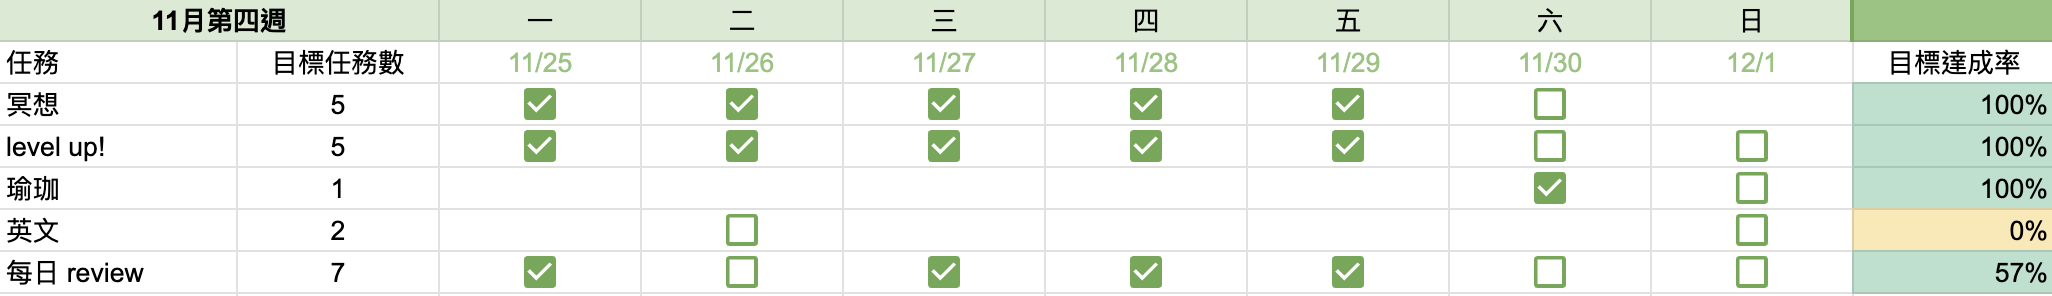 11月第四週 一 二 三 四 五 六 日
任務 目標任務數 11/25 11/26 11/27 11/28 11/29 11/30 12/1 目標達成率
冥想 5 100%
level up! 5 100%
瑜珈 1 100%
英文 2 0%
每日 review 7 57%